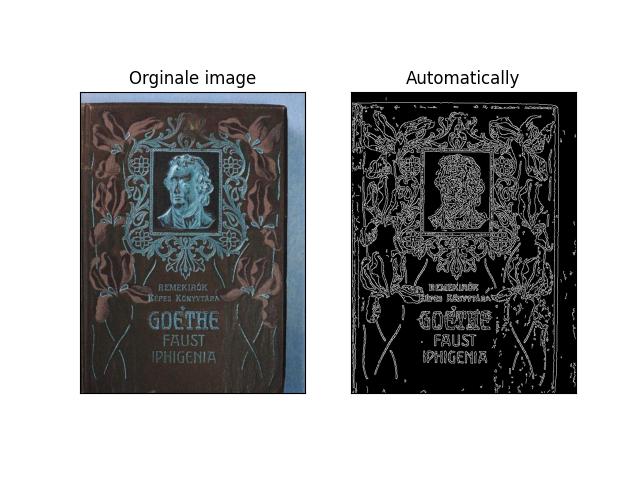 Orginale image
Automatically
REMEKIRÓK
KÉPES KÖNYVTÁRA
GOETHE
FAUST
IPHIGENIA
REMEKIRÓK
KÉPES KÖNYVTÁRA
GOETHE
FAUST
IPHIGENIA